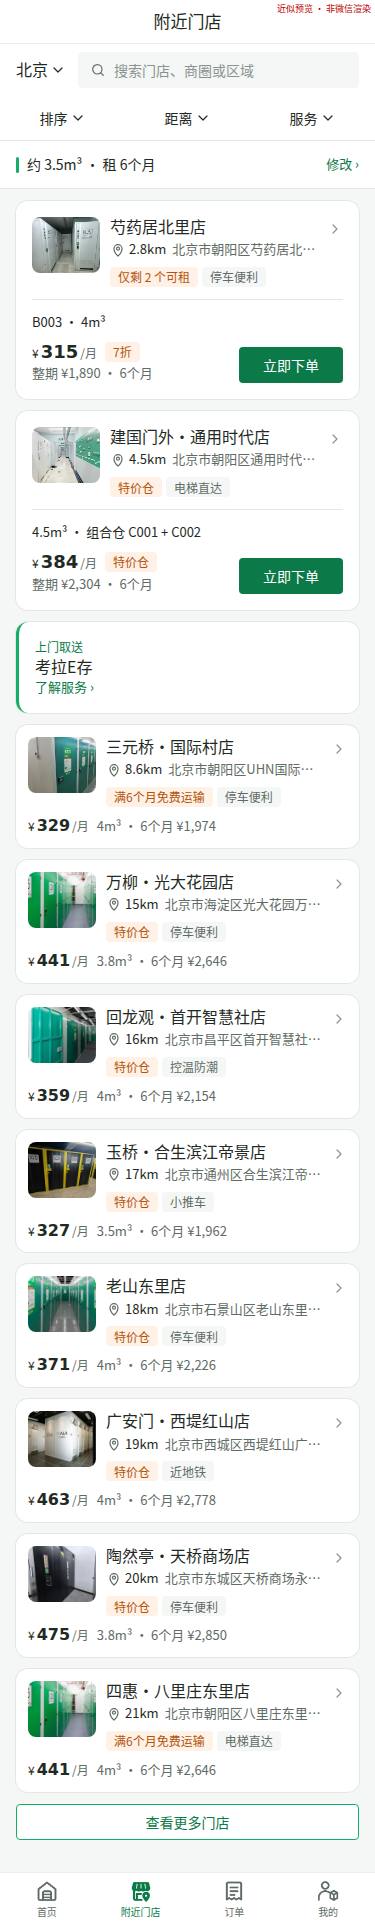 近似预览 · 非微信渲染
附近门店
北京
搜索门店、商圈或区域
排序 距离 服务
约 3.5m³ · 租 6个月 修改 ›
芍药居北里店
2.8km 北京市朝阳区芍药居北…
仅剩 2 个可租 停车便利
B003 · 4m³
¥315/月 7折
整期 ¥1,890 · 6个月
立即下单
建国门外·通用时代店
4.5km 北京市朝阳区通用时代…
特价仓 电梯直达
4.5m³ · 组合仓 C001 + C002
¥384/月 特价仓
整期 ¥2,304 · 6个月
立即下单
上门取送
考拉E存
了解服务 ›
三元桥·国际村店
8.6km 北京市朝阳区UHN国际…
满6个月免费运输 停车便利
¥329/月 4m³ · 6个月 ¥1,974
万柳·光大花园店
15km 北京市海淀区光大花园万…
特价仓 停车便利
¥441/月 3.8m³ · 6个月 ¥2,646
回龙观·首开智慧社店
16km 北京市昌平区首开智慧社…
特价仓 控温防潮
¥359/月 4m³ · 6个月 ¥2,154
玉桥·合生滨江帝景店
17km 北京市通州区合生滨江帝…
特价仓 小推车
¥327/月 3.5m³ · 6个月 ¥1,962
老山东里店
18km 北京市石景山区老山东里…
特价仓 停车便利
¥371/月 4m³ · 6个月 ¥2,226
广安门·西堤红山店
19km 北京市西城区西堤红山广…
特价仓 近地铁
¥463/月 4m³ · 6个月 ¥2,778
陶然亭·天桥商场店
20km 北京市东城区天桥商场永…
特价仓 停车便利
¥475/月 3.8m³ · 6个月 ¥2,850
四惠·八里庄东里店
21km 北京市朝阳区八里庄东里…
满6个月免费运输 电梯直达
¥441/月 4m³ · 6个月 ¥2,646
查看更多门店
首页 附近门店 订单 我的